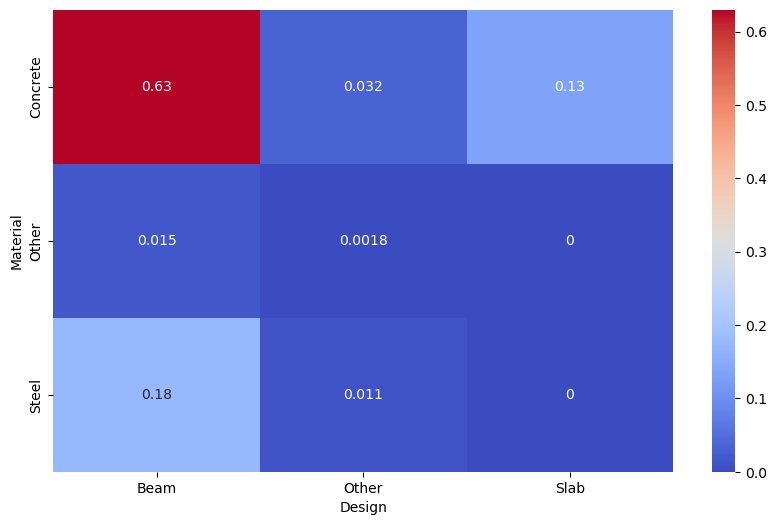 Concrete
0.63
0.032
0.13
0.6
0.5
0.4
Material
Other
0.015
0.0018
0
0.3
0.2
Steel
0.18
0.011
0
0.1
0.0
Beam
Other
Slab
Design